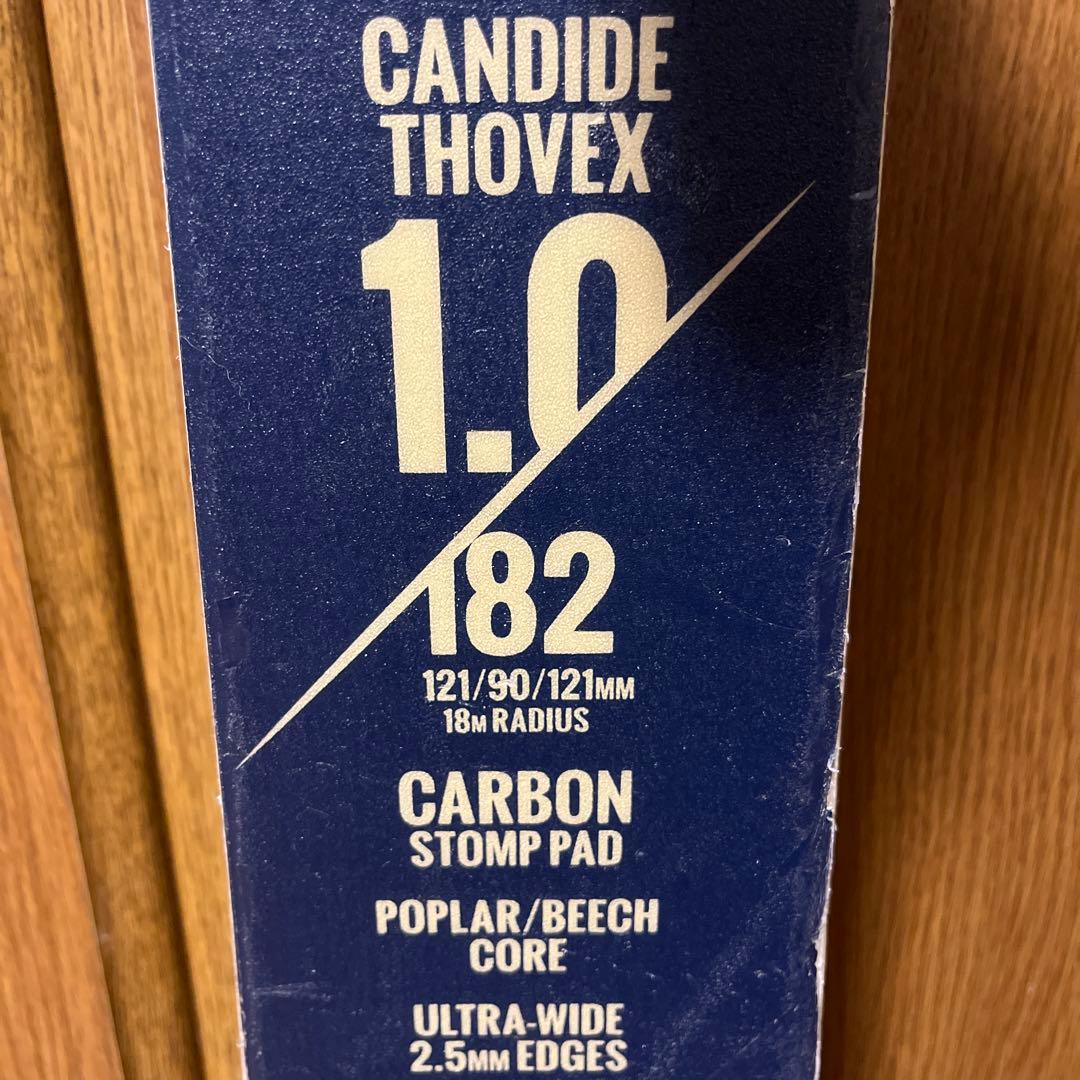 CANDIDE
THOVEX
1.0
182
121/90/121MM
18M RADIUS
CARBON
STOMP PAD
POPLAR/BEECH
CORE
ULTRA-WIDE
2.5MM EDGES